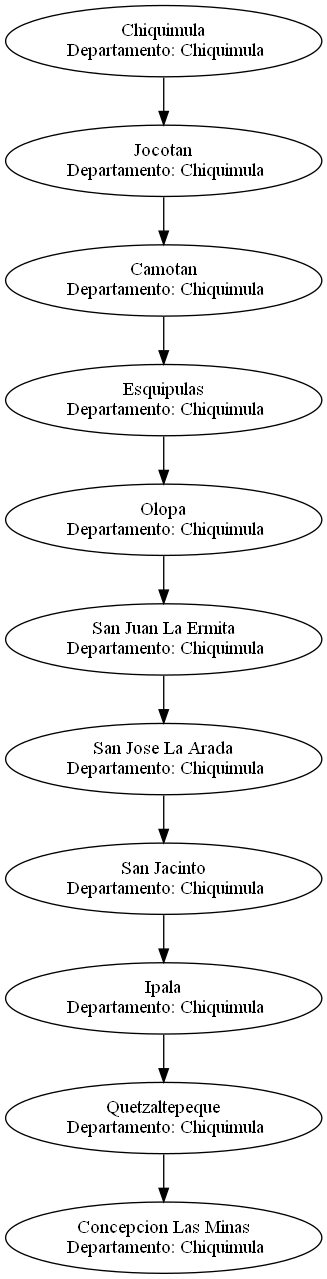 Chiquimula
Departamento: Chiquimula
Jocotan
Departamento: Chiquimula
Camotan
Departamento: Chiquimula
Esquipulas
Departamento: Chiquimula
Olopa
Departamento: Chiquimula
San Juan La Ermita
Departamento: Chiquimula
San Jose La Arada
Departamento: Chiquimula
San Jacinto
Departamento: Chiquimula
Ipala
Departamento: Chiquimula
Quetzaltepeque
Departamento: Chiquimula
Concepcion Las Minas
Departamento: Chiquimula